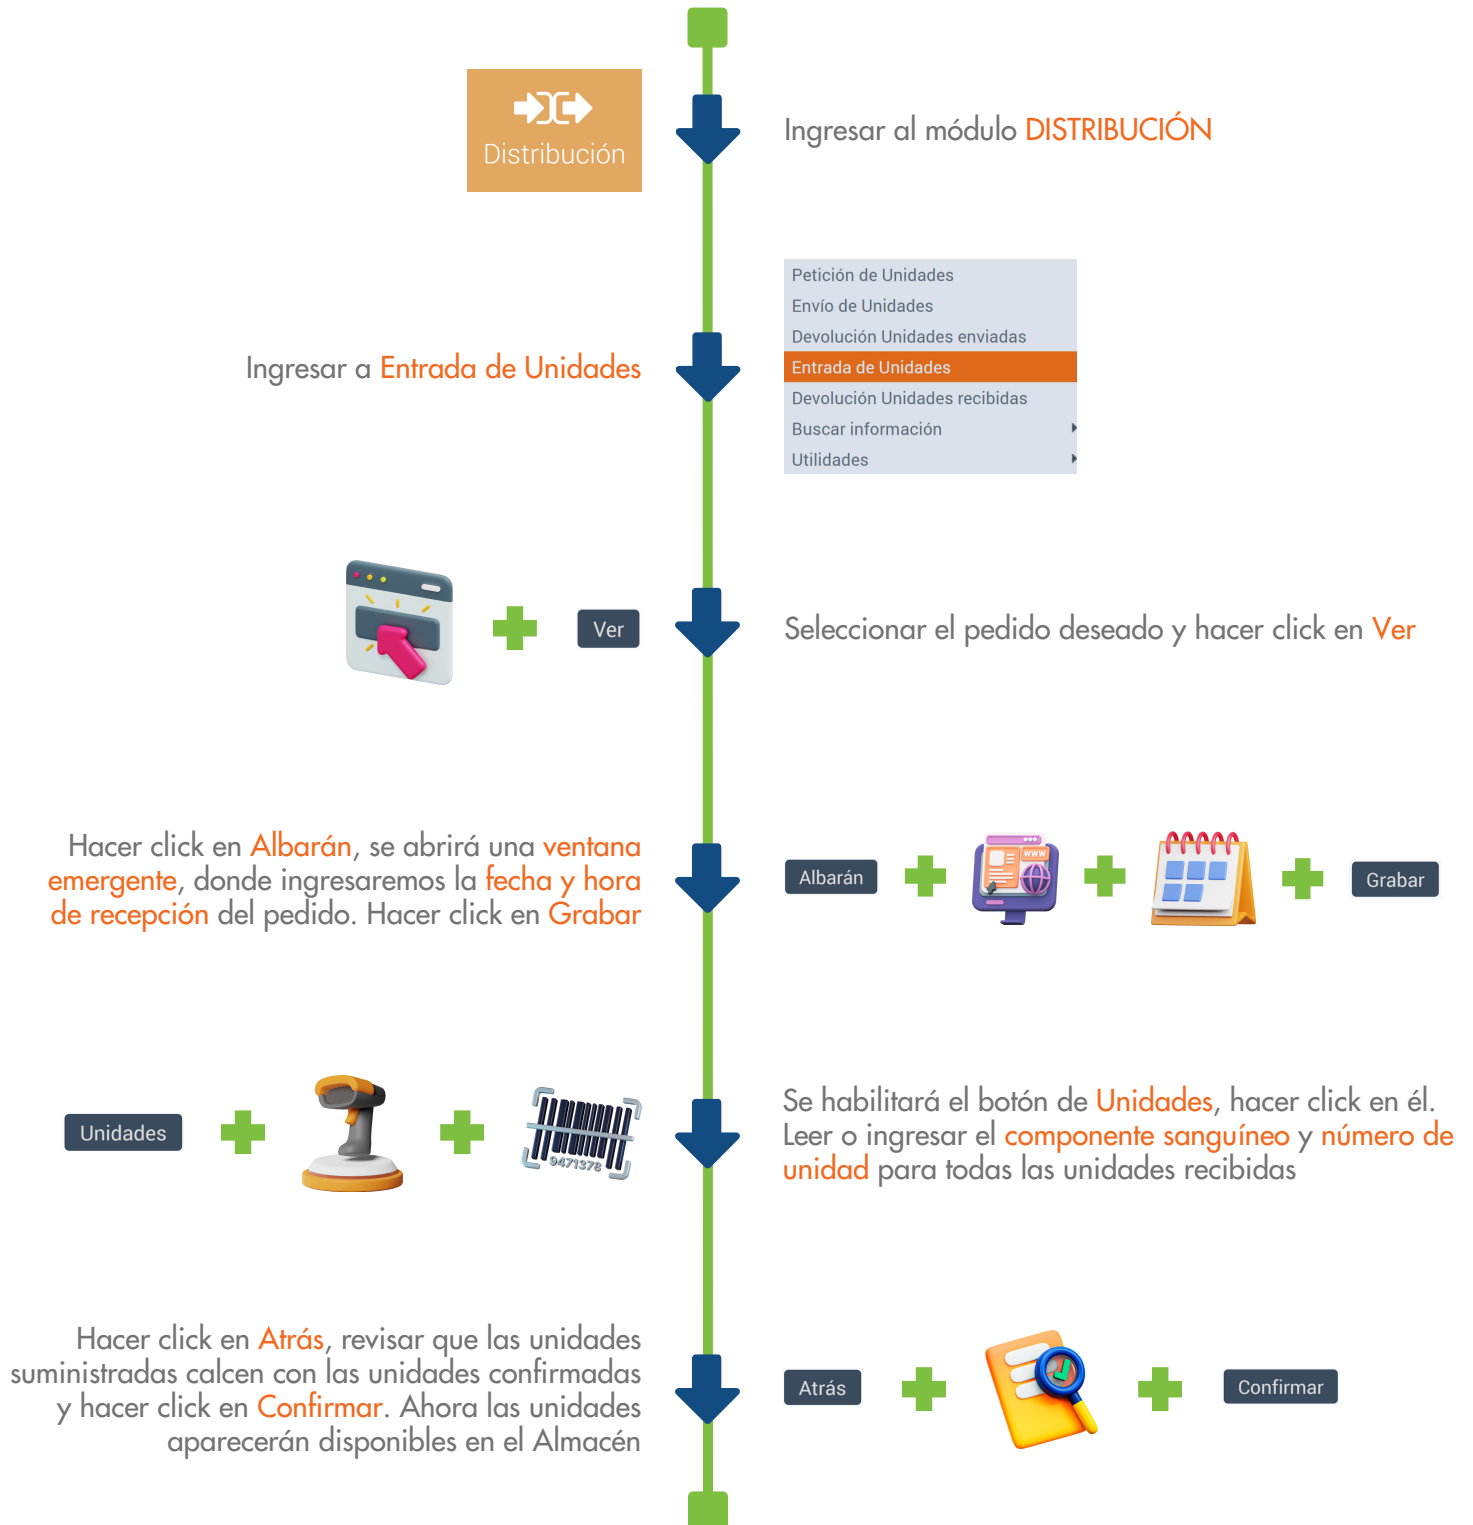 Distribución
Ingresar al módulo DISTRIBUCIÓN
Petición de Unidades
Envío de Unidades
Devolución Unidades enviadas
Entrada de Unidades
Devolución Unidades recibidas
Buscar información
Utilidades
Ingresar a Entrada de Unidades
Ver
Seleccionar el pedido deseado y hacer click en Ver
Hacer click en Albarán, se abrirá una ventana
emergente, donde ingresaremos la fecha y hora
de recepción del pedido. Hacer click en Grabar
Albarán
WWW
Grabar
Unidades
9471378
Se habilitará el botón de Unidades, hacer click en él.
Leer o ingresar el componente sanguíneo y número de
unidad para todas las unidades recibidas
Hacer click en Atrás, revisar que las unidades
suministradas calcen con las unidades confirmadas
y hacer click en Confirmar. Ahora las unidades
aparecerán disponibles en el Almacén
Atrás
Confirmar